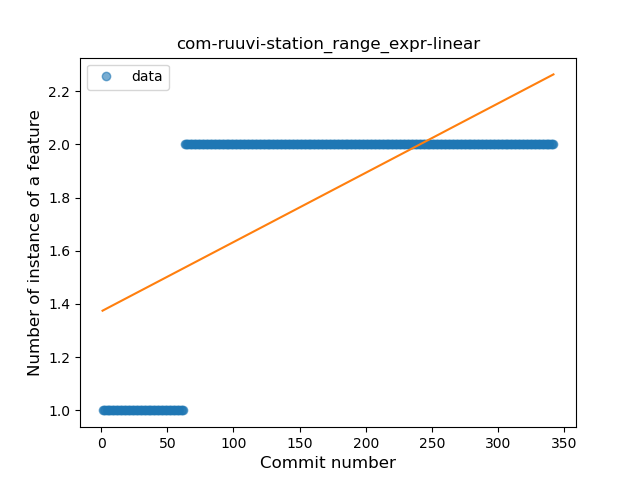 com-ruuvi-station_range_expr-linear
data
Number of instance of a feature
2.2
2.0
1.8
1.6
1.4
1.2
1.0
0 50 100 150 200 250 300 350
Commit number